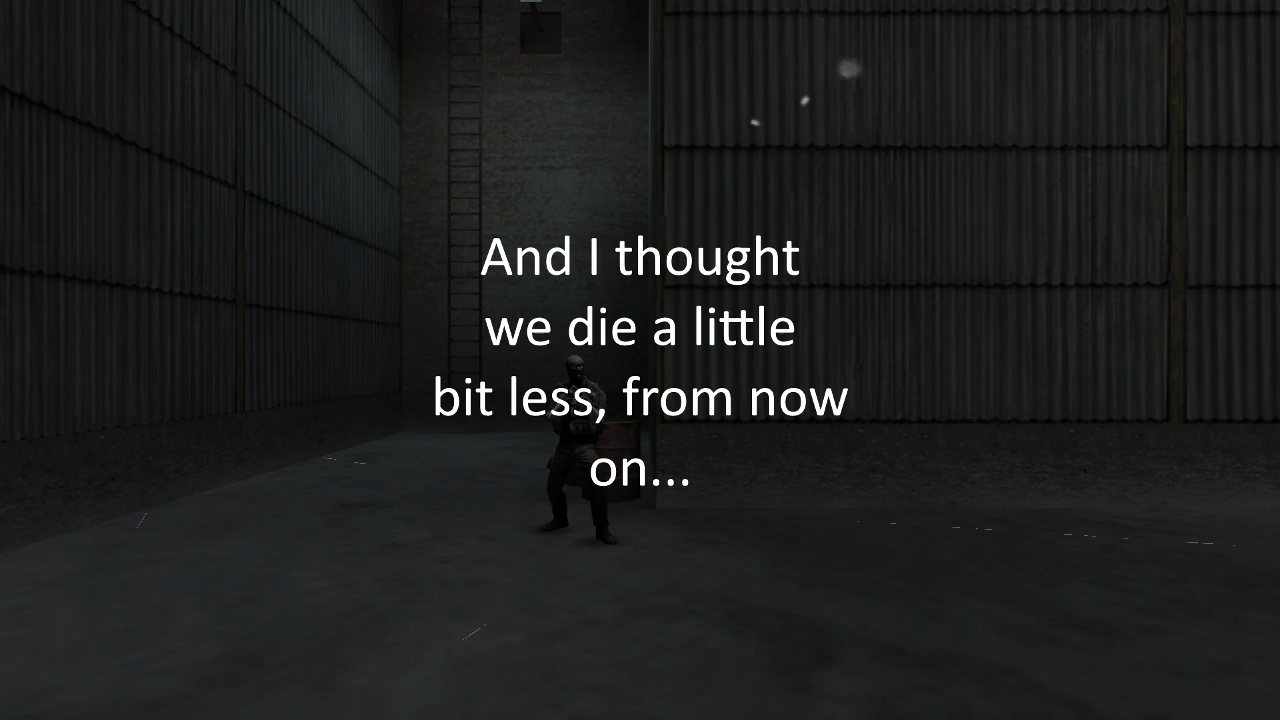 And I thought
we die a little
bit less, from now
on...